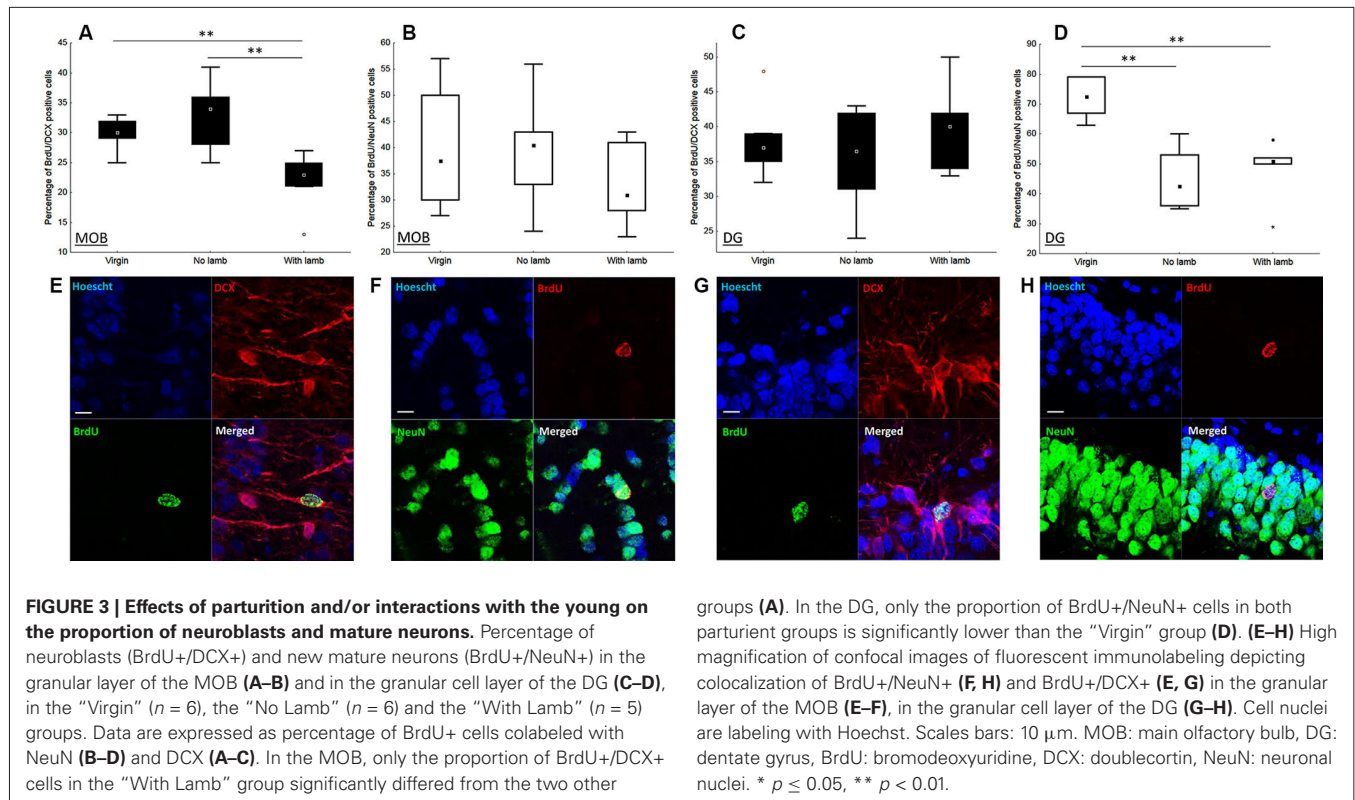 A
**
**
Percentage of BrdU/DCX positive cells
45
40
35
30
25
20
15
10
MOB
Virgin
No lamb
With lamb
B
Percentage of BrdU/NeuN positive cells
60
55
50
45
40
35
30
25
20
MOB
Virgin
No lamb
With lamb
C
Percentage of BrdU/DCX positive cells
50
45
40
35
30
25
DG
Virgin
No lamb
With lamb
D
**
**
Percentage of BrdU/NeuN positive cells
90
80
70
60
50
40
30
20
DG
Virgin
No lamb
With lamb
E
Hoescht
DCX
BrdU
Merged
F
Hoescht
BrdU
NeuN
Merged
G
Hoescht
DCX
BrdU
Merged
H
Hoescht
BrdU
NeuN
Merged
FIGURE 3 | Effects of parturition and/or interactions with the young on
the proportion of neuroblasts and mature neurons. Percentage of
neuroblasts (BrdU+/DCX+) and new mature neurons (BrdU+/NeuN+) in the
granular layer of the MOB (A–B) and in the granular cell layer of the DG (C–D),
in the “Virgin” (n = 6), the “No Lamb” (n = 6) and the “With Lamb” (n = 5)
groups. Data are expressed as percentage of BrdU+ cells colabeled with
NeuN (B–D) and DCX (A–C). In the MOB, only the proportion of BrdU+/DCX+
cells in the “With Lamb” group significantly differed from the two other
groups (A). In the DG, only the proportion of BrdU+/NeuN+ cells in both
parturient groups is significantly lower than the “Virgin” group (D). (E–H) High
magnification of confocal images of fluorescent immunolabeling depicting
colocalization of BrdU+/NeuN+ (F, H) and BrdU+/DCX+ (E, G) in the granular
layer of the MOB (E–F), in the granular cell layer of the DG (G–H). Cell nuclei
are labeling with Hoechst. Scales bars: 10 μm. MOB: main olfactory bulb, DG:
dentate gyrus, BrdU: bromodeoxyuridine, DCX: doublecortin, NeuN: neuronal
nuclei. * p ≤ 0.05, ** p < 0.01.